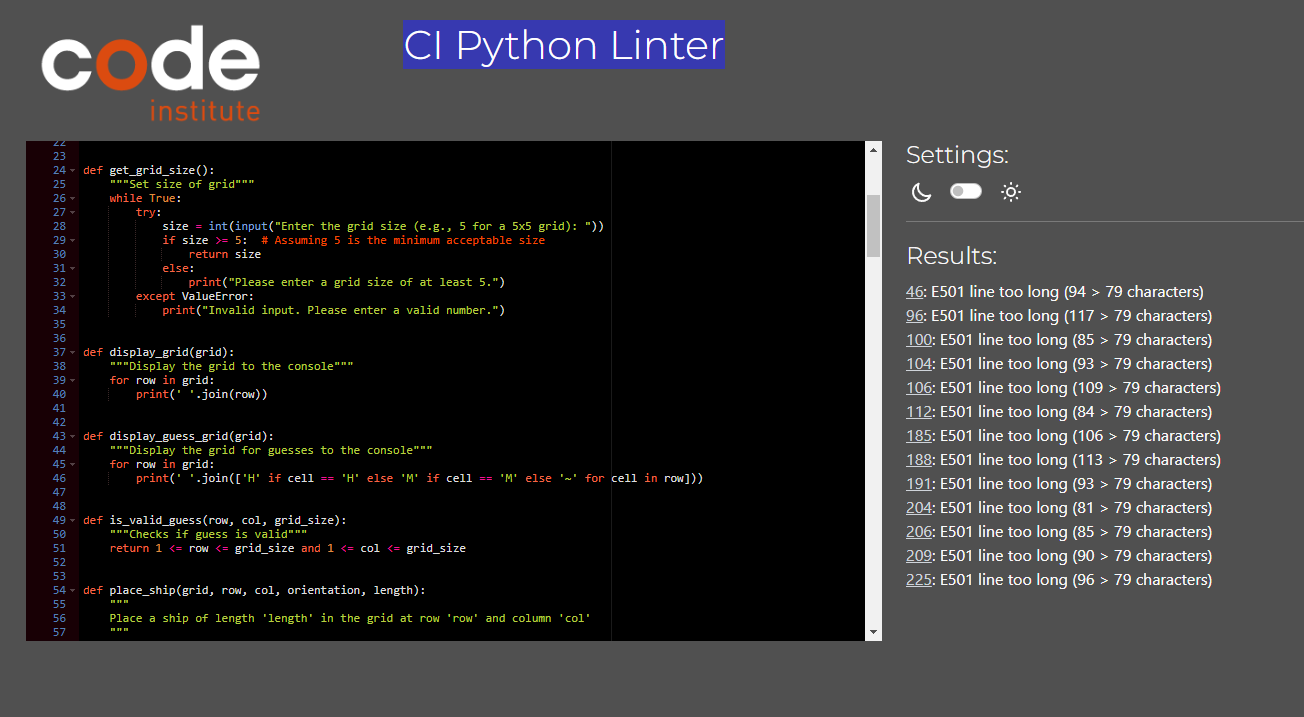 code
institute
CI Python Linter
22
23
24 def get_grid_size():
25     """Set size of grid"""
26     while True:
27         try:
28             size = int(input("Enter the grid size (e.g., 5 for a 5x5 grid): "))
29             if size >= 5:  # Assuming 5 is the minimum acceptable size
30                 return size
31             else:
32                 print("Please enter a grid size of at least 5.")
33         except ValueError:
34             print("Invalid input. Please enter a valid number.")
35
36
37 def display_grid(grid):
38     """Display the grid to the console"""
39     for row in grid:
40         print(' '.join(row))
41
42
43 def display_guess_grid(grid):
44     """Display the grid for guesses to the console"""
45     for row in grid:
46         print(' '.join(['H' if cell == 'H' else 'M' if cell == 'M' else '~' for cell in row]))
47
48
49 def is_valid_guess(row, col, grid_size):
50     """Checks if guess is valid"""
51     return 1 <= row <= grid_size and 1 <= col <= grid_size
52
53
54 def place_ship(grid, row, col, orientation, length):
55     """
56     Place a ship of length 'length' in the grid at row 'row' and column 'col'
57     """
Settings:
Results:
46: E501 line too long (94 > 79 characters)
96: E501 line too long (117 > 79 characters)
100: E501 line too long (85 > 79 characters)
104: E501 line too long (93 > 79 characters)
106: E501 line too long (109 > 79 characters)
112: E501 line too long (84 > 79 characters)
185: E501 line too long (106 > 79 characters)
188: E501 line too long (113 > 79 characters)
191: E501 line too long (93 > 79 characters)
204: E501 line too long (81 > 79 characters)
206: E501 line too long (85 > 79 characters)
209: E501 line too long (90 > 79 characters)
225: E501 line too long (96 > 79 characters)